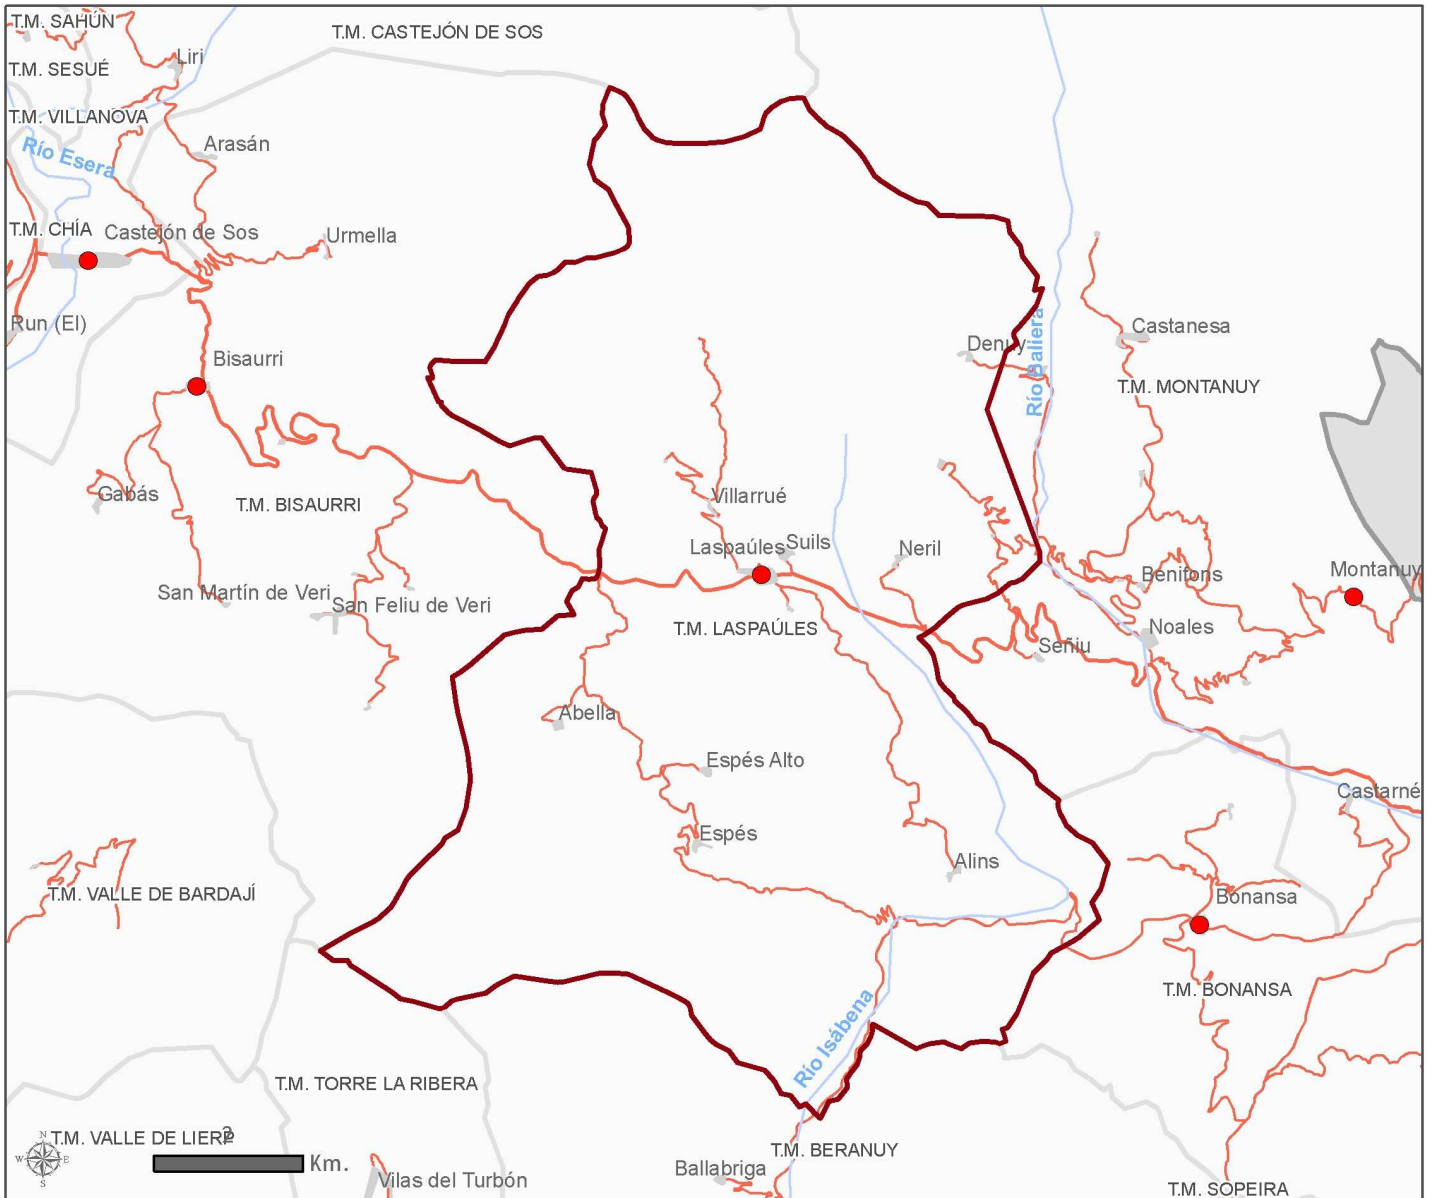 T.M. SAHÚN
T.M. CASTEJÓN DE SOS
Liri
T.M. SESUÉ
T.M. VILLANOVA
Arasán
Río Esera
T.M. CHÍA
Castejón de Sos
Urmella
Run (El)
Castanesa
Denuy
Río Baliera
Bisaurri
T.M. MONTANUY
Gabás
T.M. BISAURRI
Villarrué
Laspaúles
Suils
Neril
Benifons
Montanuy
San Martín de Veri
San Feliu de Veri
T.M. LASPAÚLES
Noales
Señiu
Abella
Espés Alto
Castarné
Espés
Alins
T.M. VALLE DE BARDAJÍ
Bonansa
T.M. BONANSA
Río Isábena
T.M. TORRE LA RIBERA
T.M. VALLE DE LIERP
2
N
W
E
S
Km.
T.M. BERANUY
Ballabriga
Vilas del Turbón
T.M. SOPEIRA